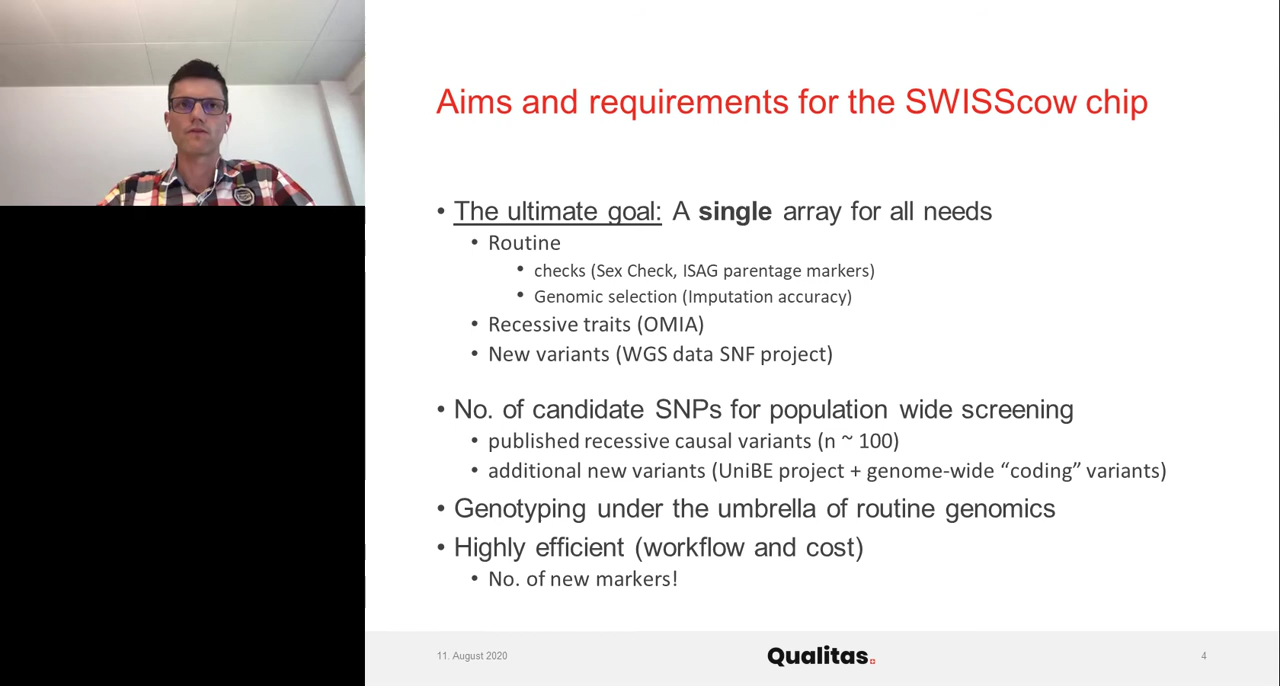 Aims and requirements for the SWISScow chip
• The ultimate goal: A single array for all needs
• Routine
• checks (Sex Check, ISAG parentage markers)
• Genomic selection (Imputation accuracy)
• Recessive traits (OMIA)
• New variants (WGS data SNF project)
• No. of candidate SNPs for population wide screening
• published recessive causal variants (n ~ 100)
• additional new variants (UniBE project + genome-wide “coding” variants)
• Genotyping under the umbrella of routine genomics
• Highly efficient (workflow and cost)
• No. of new markers!
11. August 2020
Qualitas.
4